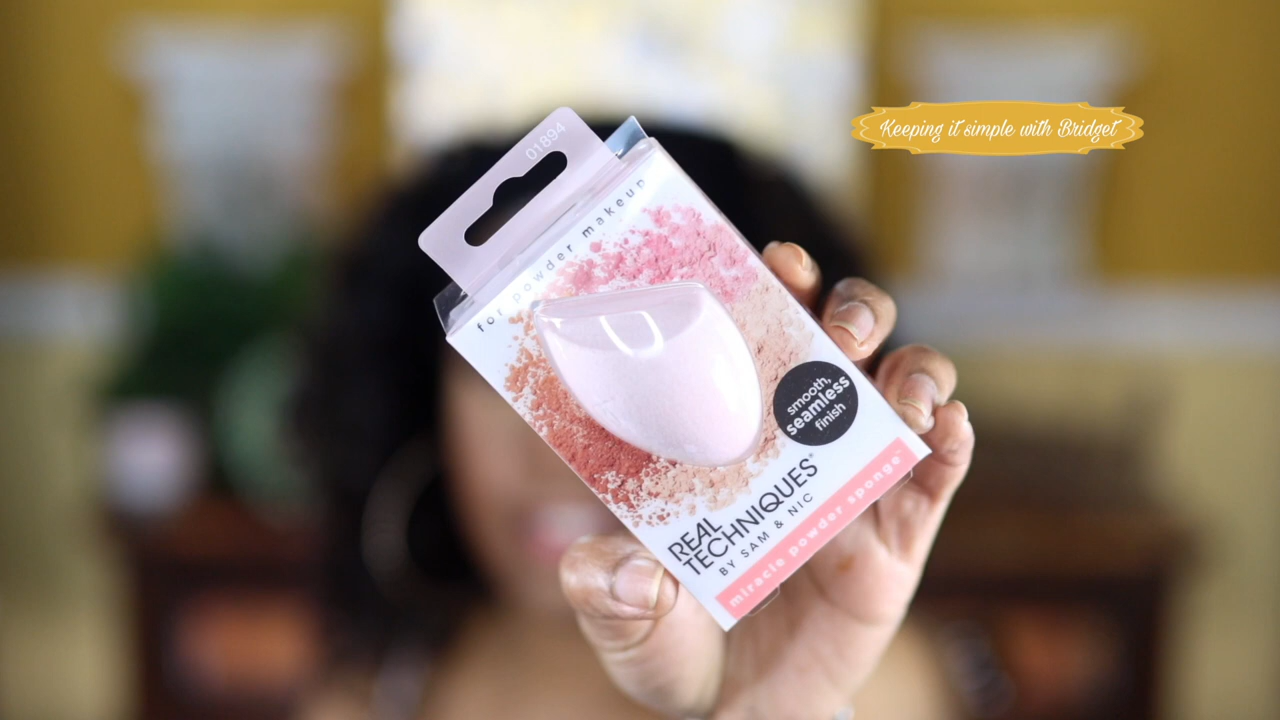 Keeping it simple with Bridget
01894
for powder makeup
smooth,
seamless
finish
REAL
TECHNIQUES®
BY SAM & NIC
miracle powder sponge™